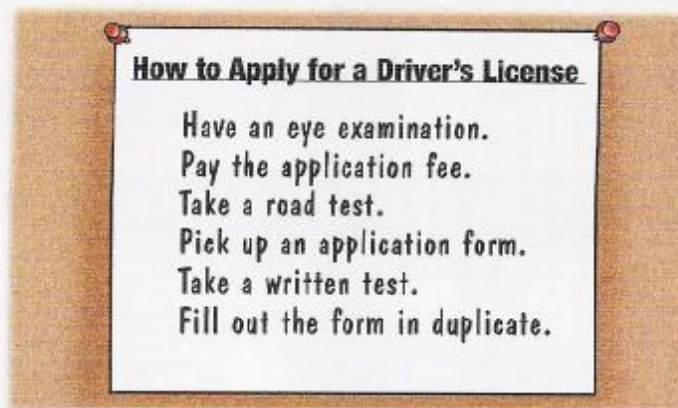 How to Apply for a Driver's License
Have an eye examination.
Pay the application fee.
Take a road test.
Pick up an application form.
Take a written test.
Fill out the form in duplicate.